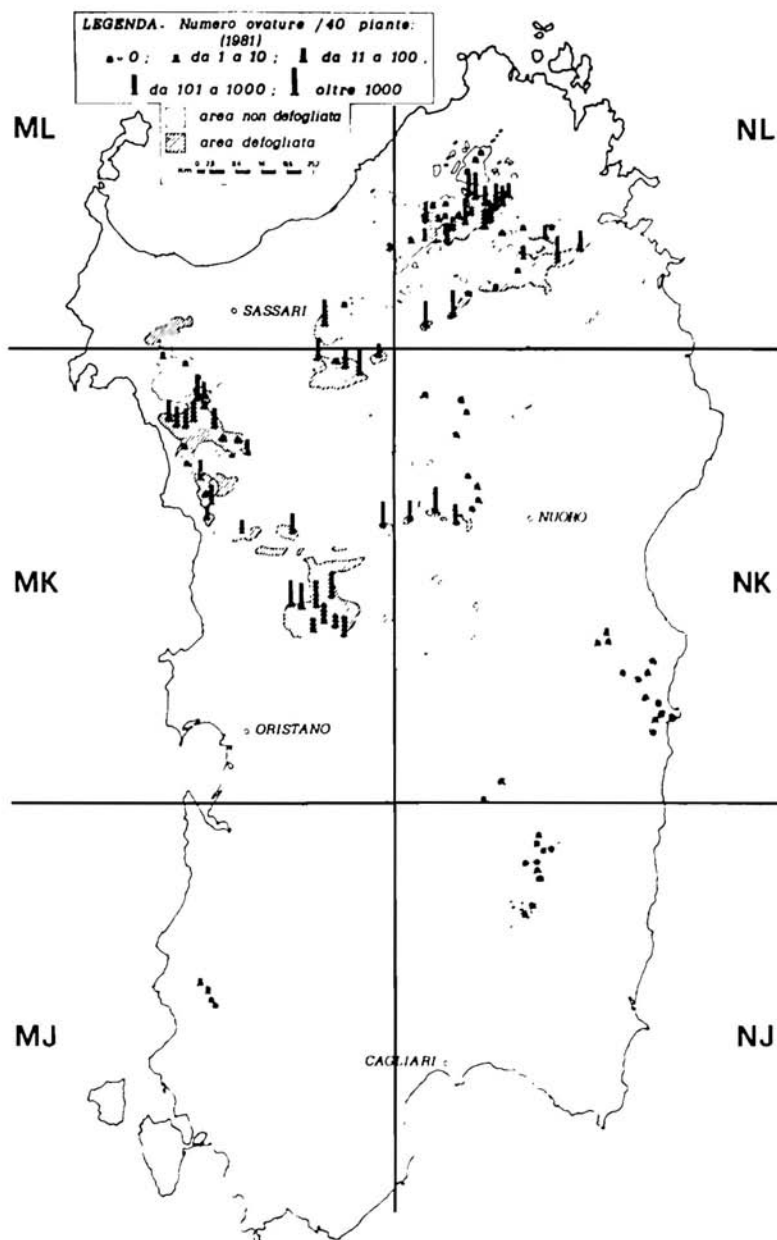 LEGENDA- Numero ovature /40 piante:
(1981)
- 0 ; da 1 a 10 ; da 11 a 100 ,
da 101 a 1000 ; oltre 1000
area non defogliata
area defogliata
ML
NL
SASSARI
NUORO
MK
NK
ORISTANO
MJ
NJ
CAGLIARI